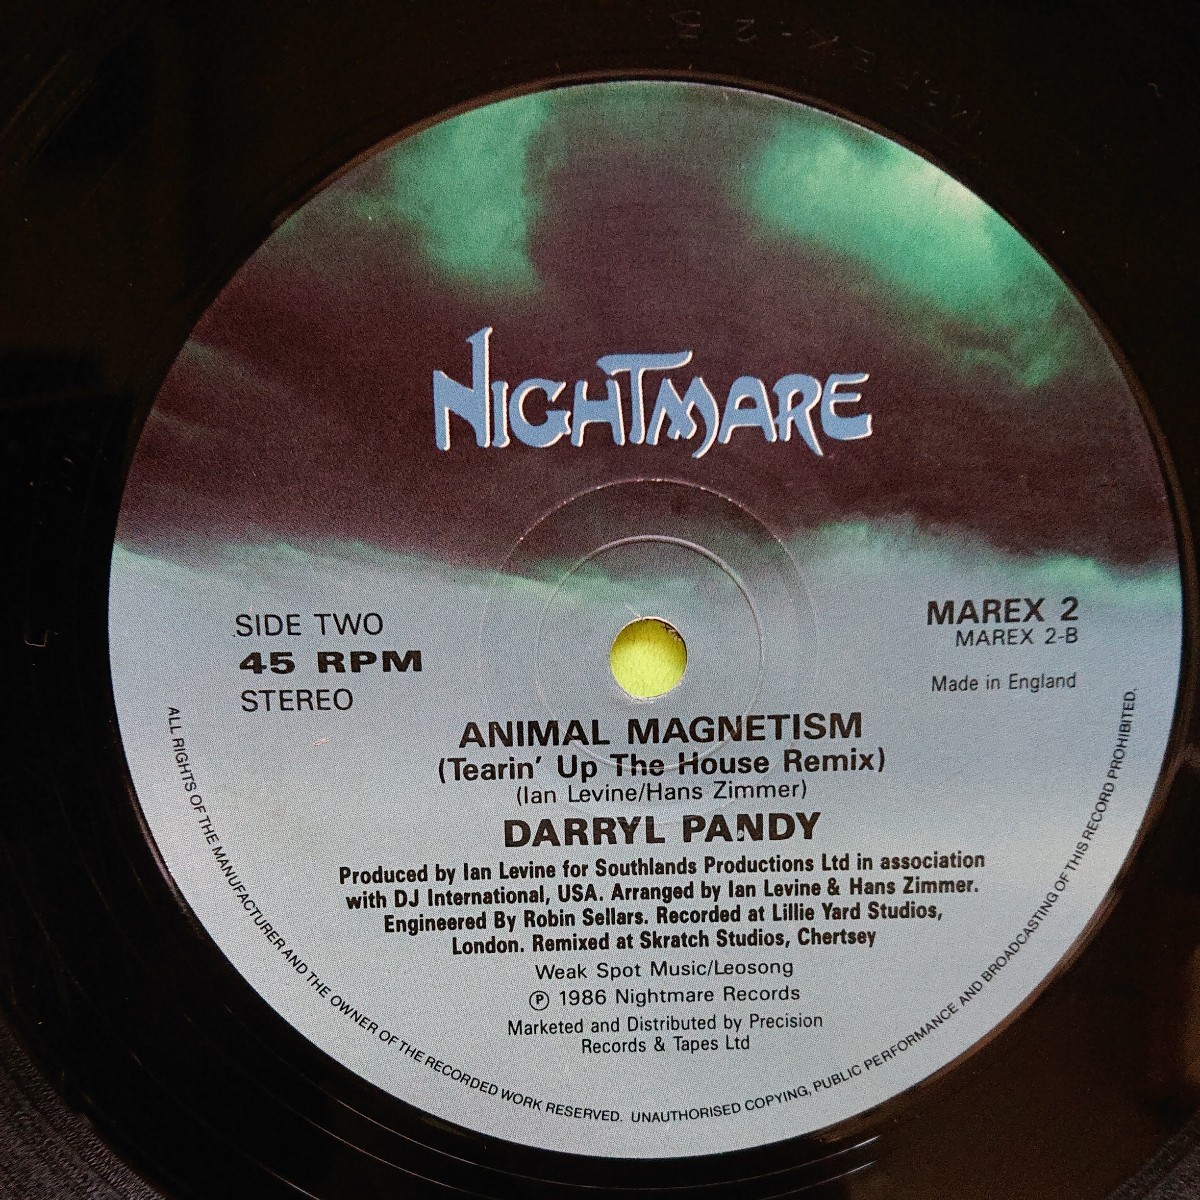 NIGHTMARE
SIDE TWO
45 RPM
STEREO
MAREX 2
MAREX 2-B
Made in England
ANIMAL MAGNETISM
(Tearin' Up The House Remix)
(Ian Levine/Hans Zimmer)
DARRYL PANDY
Produced by Ian Levine for Southlands Productions Ltd in association
with DJ International, USA. Arranged by Ian Levine & Hans Zimmer.
Engineered By Robin Sellars. Recorded at Lillie Yard Studios,
London. Remixed at Skratch Studios, Chertsey
Weak Spot Music/Leosong
℗ 1986 Nightmare Records
Marketed and Distributed by Precision
Records & Tapes Ltd
ALL RIGHTS OF THE MANUFACTURER AND THE OWNER OF THE RECORDED WORK RESERVED. UNAUTHORISED COPYING, PUBLIC PERFORMANCE AND BROADCASTING OF THIS RECORD PROHIBITED.